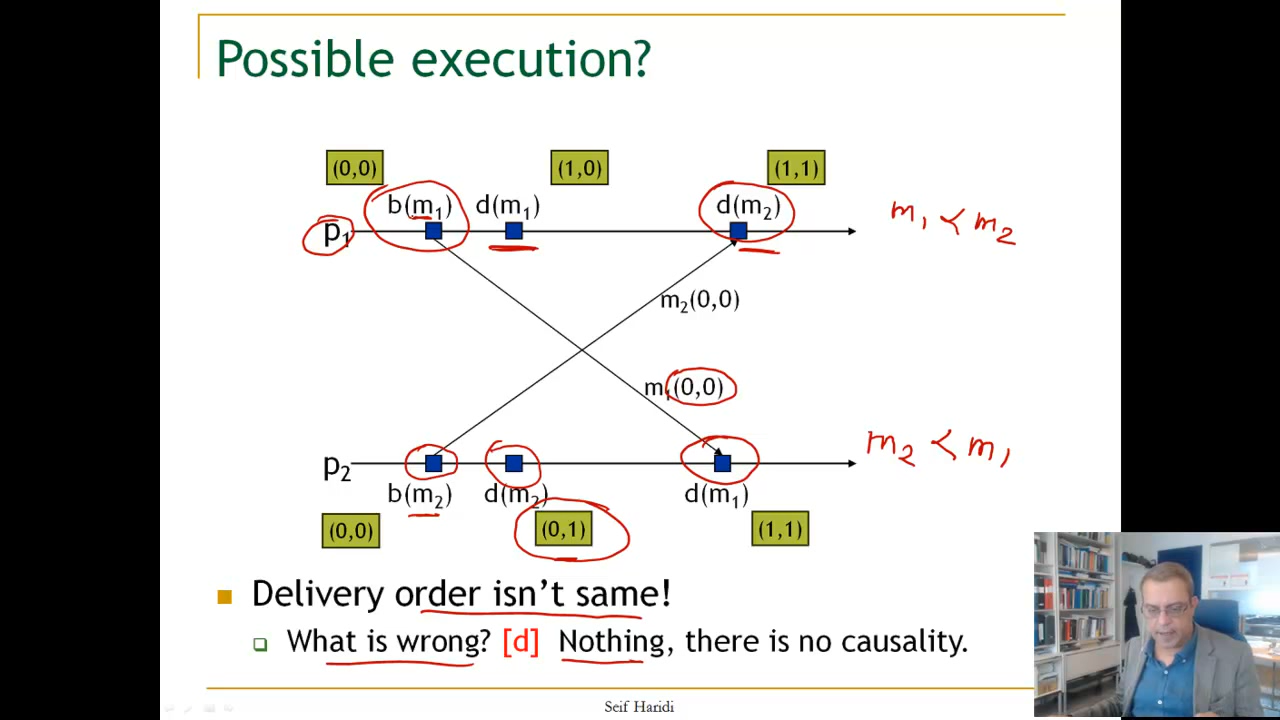 Possible execution?
(0,0) (1,0) (1,1)
b(m₁) d(m₁) d(m₂)
p₁ m₁ < m₂
m₂(0,0)
m₁(0,0)
p₂ m₂ < m₁
b(m₂) d(m₂) d(m₁)
(0,0) (0,1) (1,1)
Delivery order isn't same!
What is wrong? [d] Nothing, there is no causality.
Seif Haridi